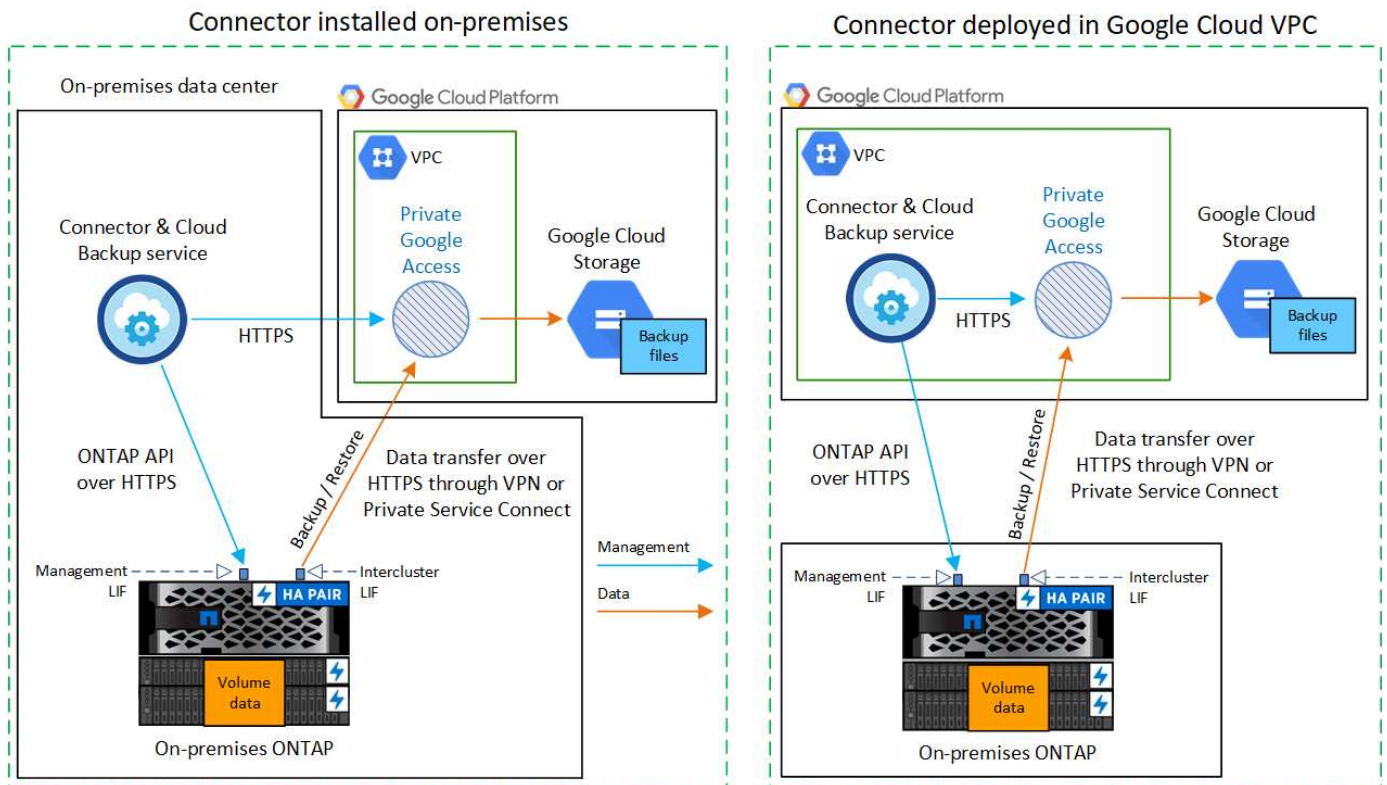 Connector installed on-premises
On-premises data center
Google Cloud Platform
VPC
Connector & Cloud
Backup service
Private
Google
Access
Google Cloud
Storage
HTTPS
Backup
files
ONTAP API
over HTTPS
Backup / Restore
Data transfer over
HTTPS through VPN or
Private Service Connect
Management
LIF
Intercluster
LIF
HA PAIR
Volume
data
On-premises ONTAP
Management
Data
Connector deployed in Google Cloud VPC
Google Cloud Platform
VPC
Connector & Cloud
Backup service
Private
Google
Access
Google Cloud
Storage
HTTPS
Backup
files
ONTAP API
over HTTPS
Backup / Restore
Data transfer over
HTTPS through VPN or
Private Service Connect
Management
LIF
Intercluster
LIF
HA PAIR
Volume
data
On-premises ONTAP